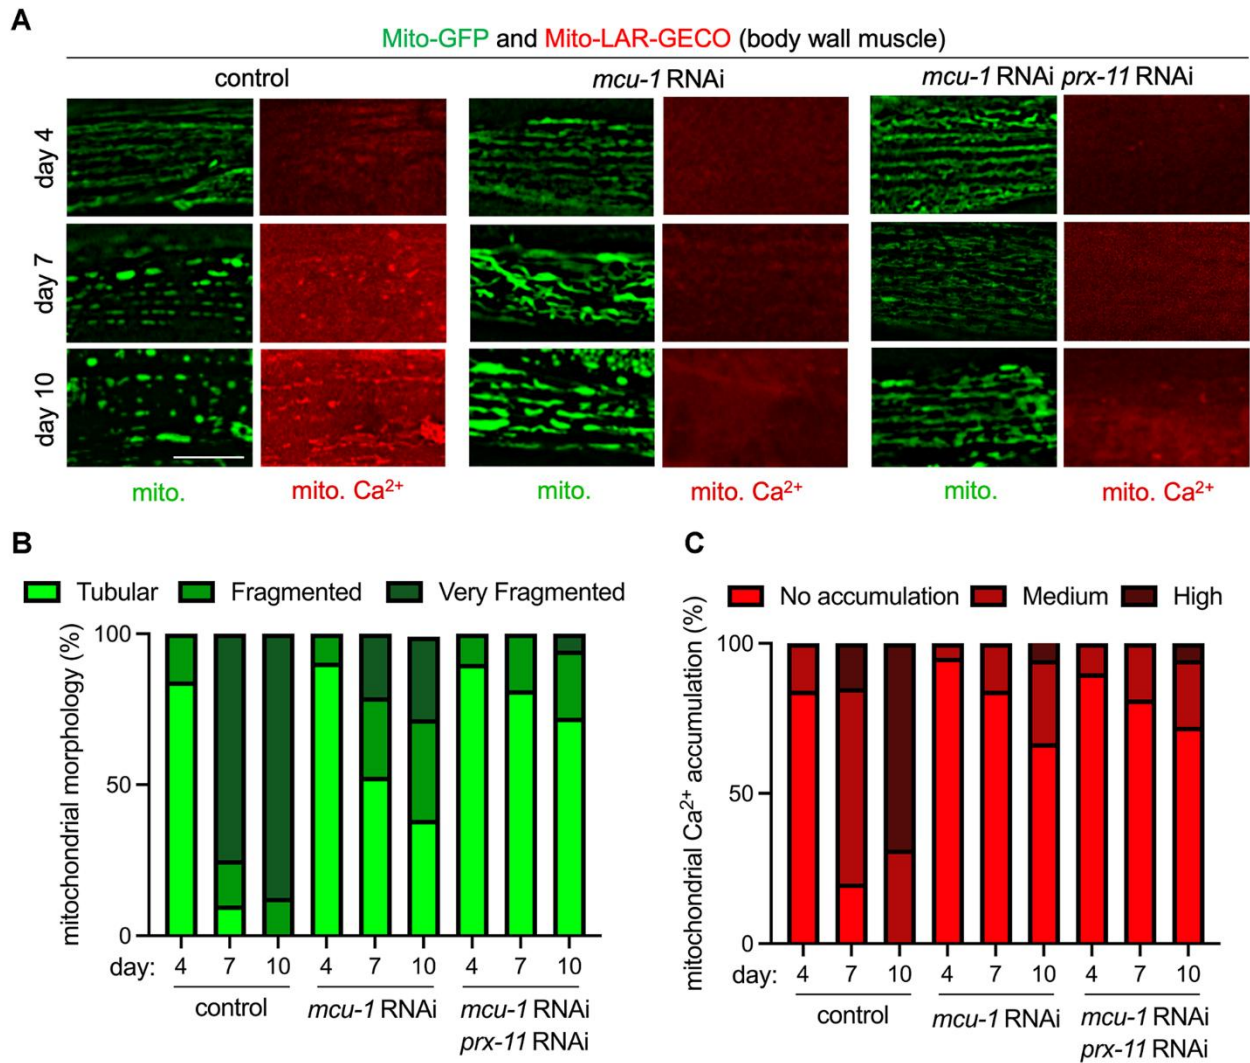 A
Mito-GFP and Mito-LAR-GECO (body wall muscle)
control
mcu-1 RNAi
mcu-1 RNAi prx-11 RNAi
day 4
day 7
day 10
mito.
mito. Ca²⁺
mito.
mito. Ca²⁺
mito.
mito. Ca²⁺
B
Tubular Fragmented Very Fragmented
mitochondrial morphology (%)
100
50
0
day: 4 7 10 4 7 10 4 7 10
control
mcu-1 RNAi
mcu-1 RNAi
prx-11 RNAi
C
No accumulation Medium High
mitochondrial Ca²⁺ accumulation (%)
100
50
0
day: 4 7 10 4 7 10 4 7 10
control
mcu-1 RNAi
mcu-1 RNAi
prx-11 RNAi